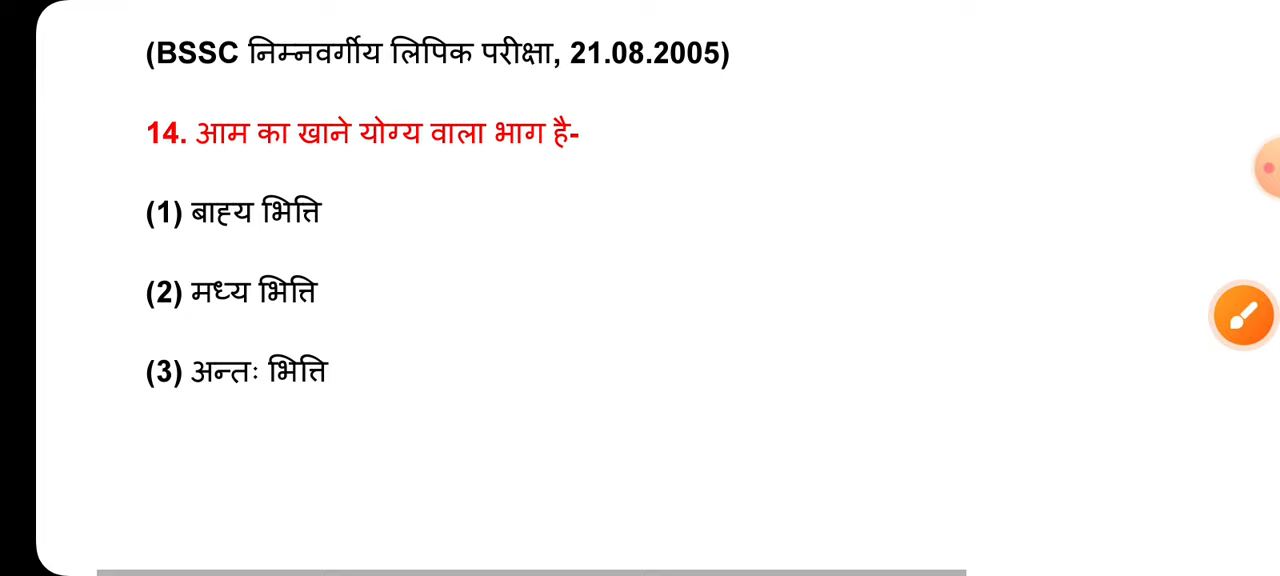 (BSSC निम्नवर्गीय लिपिक परीक्षा, 21.08.2005)
14. आम का खाने योग्य वाला भाग है-
(1) बाह्य भित्ति
(2) मध्य भित्ति
(3) अन्तः भित्ति